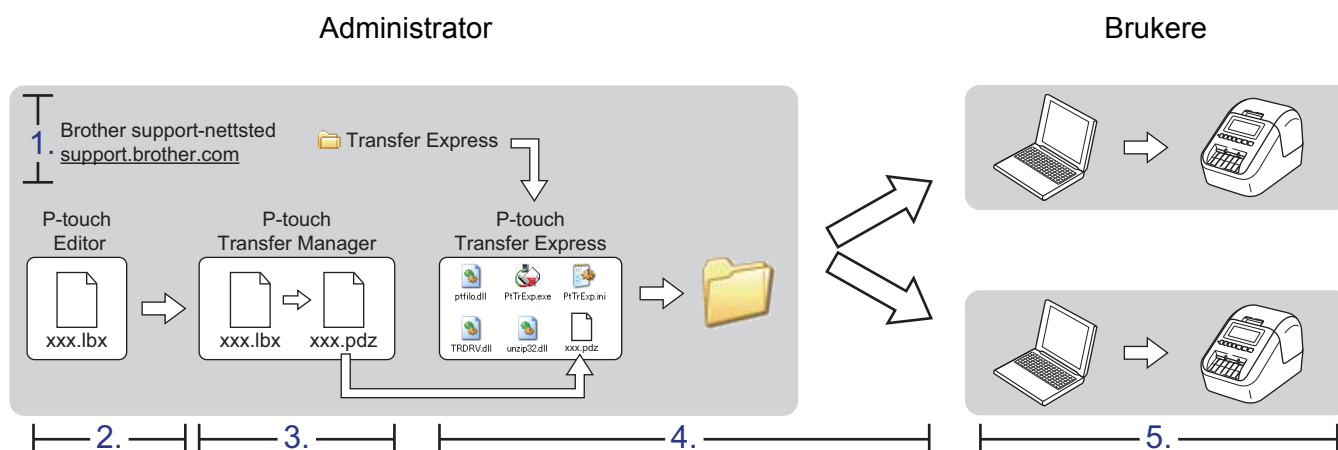 Administrator
Brukere
1.
Brother support-nettsted
support.brother.com
Transfer Express
P-touch
Editor
xxx.lbx
P-touch
Transfer Manager
xxx.lbx
xxx.pdz
P-touch
Transfer Express
ptfilo.dll
PtTrExp.exe
PtTrExp.ini
TRDRV.dll
unzip32.dll
xxx.pdz
2.
3.
4.
5.